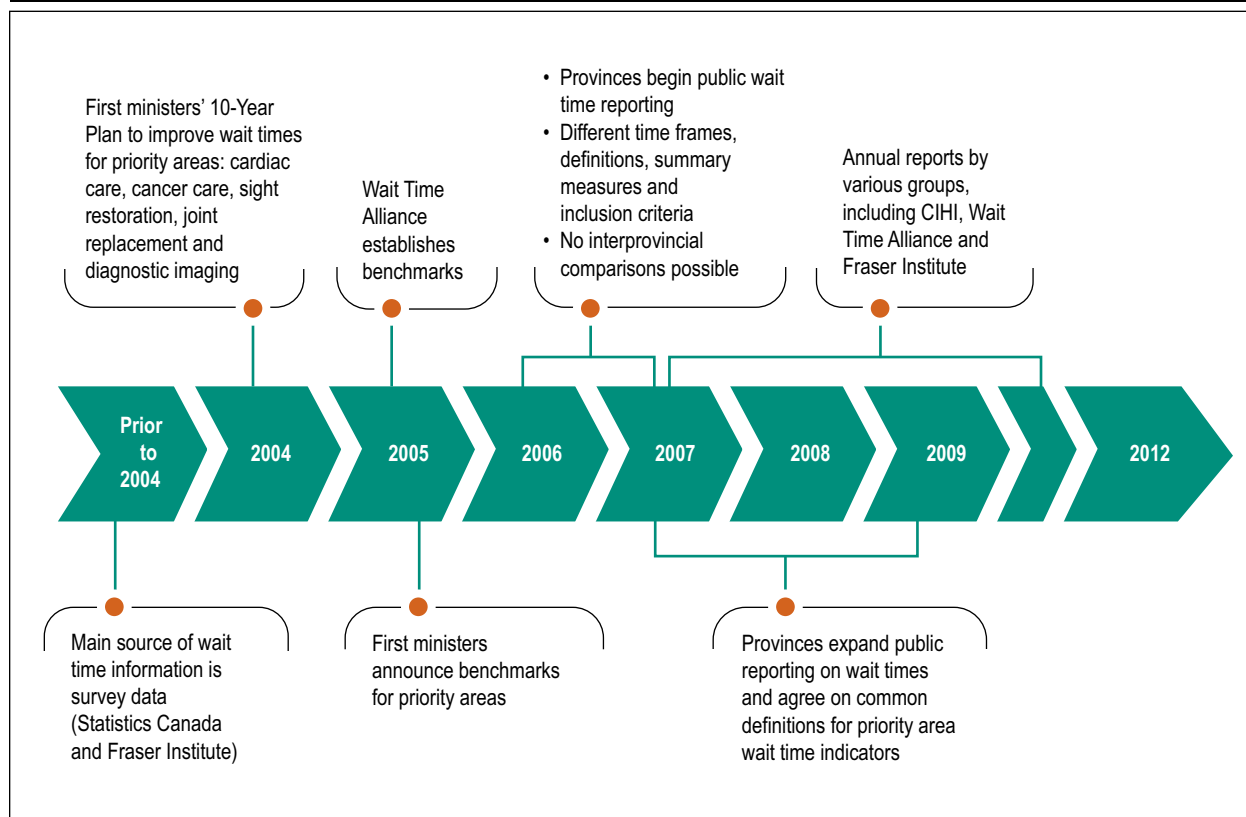 First ministers’ 10-Year
Plan to improve wait times
for priority areas: cardiac
care, cancer care, sight
restoration, joint
replacement and
diagnostic imaging
Wait Time
Alliance
establishes
benchmarks
• Provinces begin public wait
time reporting
• Different time frames,
definitions, summary
measures and
inclusion criteria
• No interprovincial
comparisons possible
Annual reports by
various groups,
including CIHI, Wait
Time Alliance and
Fraser Institute
Prior
to
2004
2004
2005
2006
2007
2008
2009
2012
Main source of wait
time information is
survey data
(Statistics Canada
and Fraser Institute)
First ministers
announce benchmarks
for priority areas
Provinces expand public
reporting on wait times
and agree on common
definitions for priority area
wait time indicators